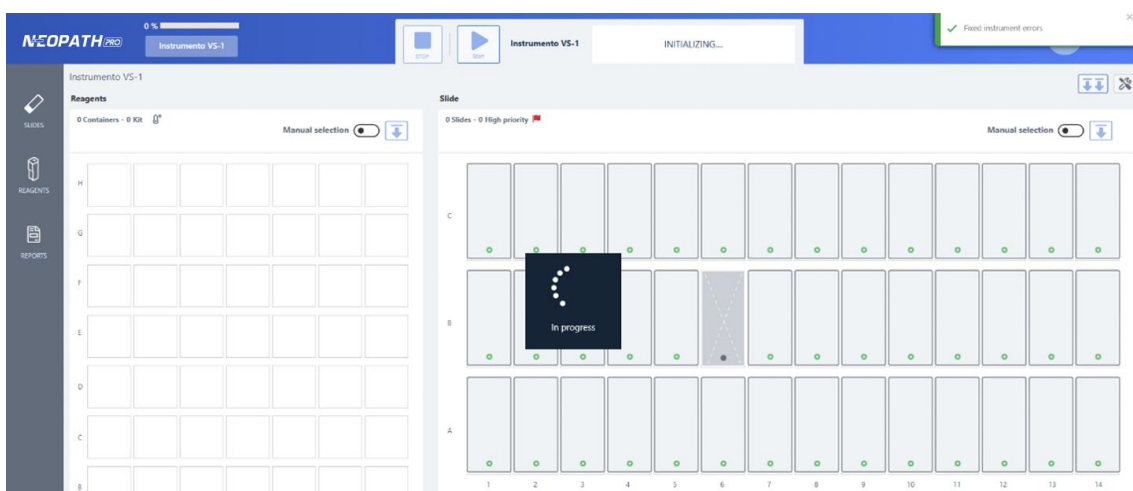 NEOPATH PRO
0 %
Instrumento VS-1
STOP
Start
Instrumento VS-1
INITIALIZING...
Fixed instrument errors
Instrumento VS-1
SLIDES
REAGENTS
REPORTS
Reagents
0 Containers - 0 Kit
Manual selection
H
G
F
E
D
C
B
Slide
0 Slides - 0 High priority
Manual selection
C
B
A
In progress
1 2 3 4 5 6 7 8 9 10 11 12 13 14